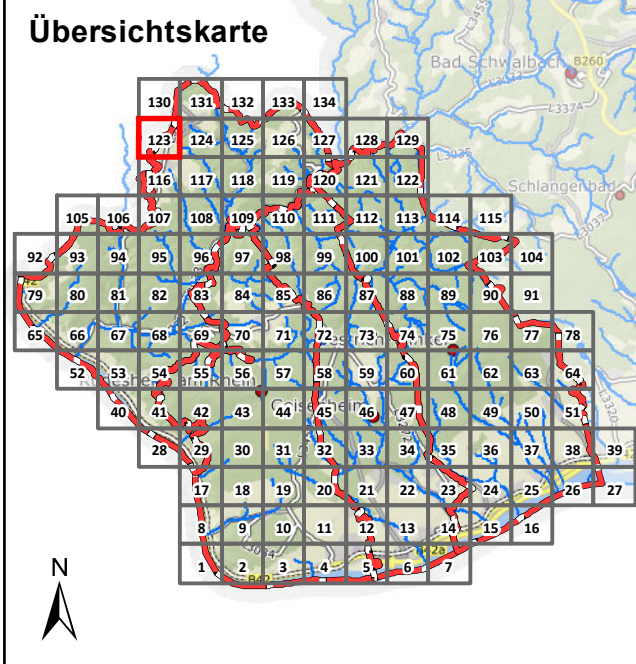 Übersichtskarte
Bad Schwalbach
B260
L3374
L3035
Schlangenbad
L3037
130 131 132 133 134
123 124 125 126 127 128 129
116 117 118 119 120 121 122
105 106 107 108 109 110 111 112 113 114 115
92 93 94 95 96 97 98 99 100 101 102 103 104
79 80 81 82 83 84 85 86 87 88 89 90 91
65 66 67 68 69 70 71 72 73 74 75 76 77 78
52 53 54 55 56 57 58 59 60 61 62 63 64
40 41 42 43 44 45 46 47 48 49 50 51
28 29 30 31 32 33 34 35 36 37 38 39
17 18 19 20 21 22 23 24 25 26 27
8 9 10 11 12 13 14 15 16
1 2 3 4 5 6 7
L3034
B42
B42a
L3320
N